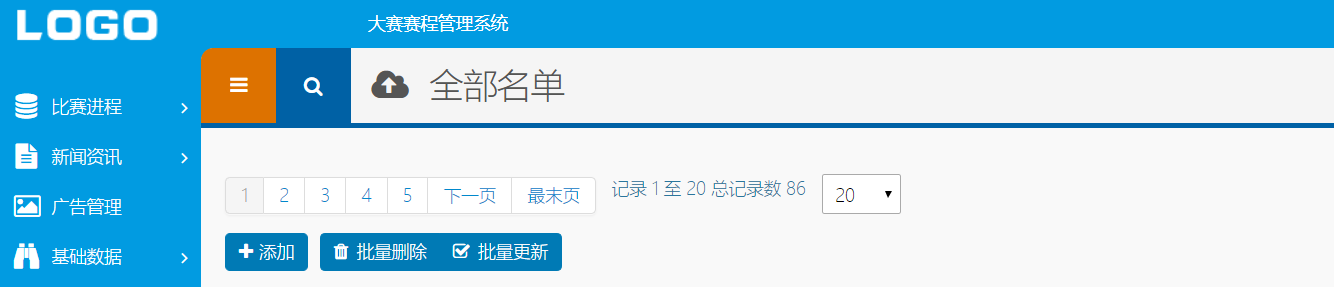 LOGO
大赛赛程管理系统
比赛进程
新闻资讯
广告管理
基础数据
全部名单
1 2 3 4 5 下一页 最末页 记录 1 至 20 总记录数 86 20
添加 批量删除 批量更新